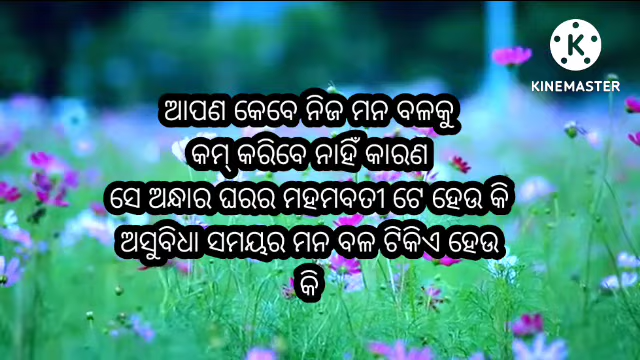 KINEMASTER
ଆପଣ କେବେ ନିଜ ମନ ବଳକୁ
କମ୍ କରିବେ ନାହିଁ କାରଣ
ସେ ଅନ୍ଧାର ଘରର ମହମବତୀ ଟେ ହେଉ କି
ଅସୁବିଧା ସମୟର ମନ ବଳ ଟିକିଏ ହେଉ
କି